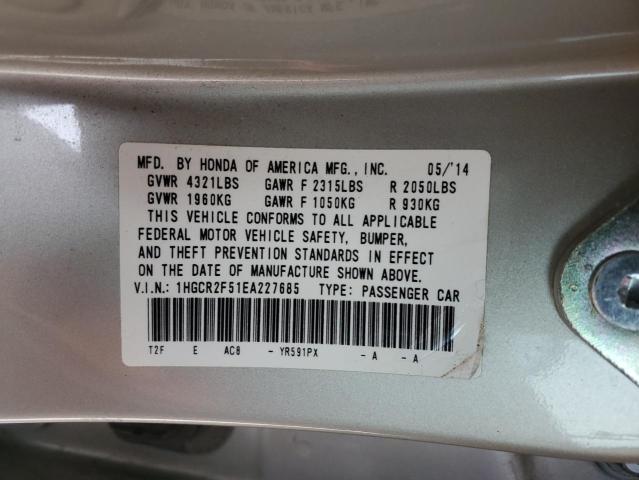 MFD. BY HONDA OF AMERICA MFG., INC. 05/'14
GVWR 4321LBS GAWR F 2315LBS R 2050LBS
GVWR 1960KG GAWR F 1050KG R 930KG
THIS VEHICLE CONFORMS TO ALL APPLICABLE
FEDERAL MOTOR VEHICLE SAFETY, BUMPER,
AND THEFT PREVENTION STANDARDS IN EFFECT
ON THE DATE OF MANUFACTURE SHOWN ABOVE.
V.I.N.: 1HGCR2F51EA227685 TYPE: PASSENGER CAR
T2F E AC8 - YR591PX - A - A